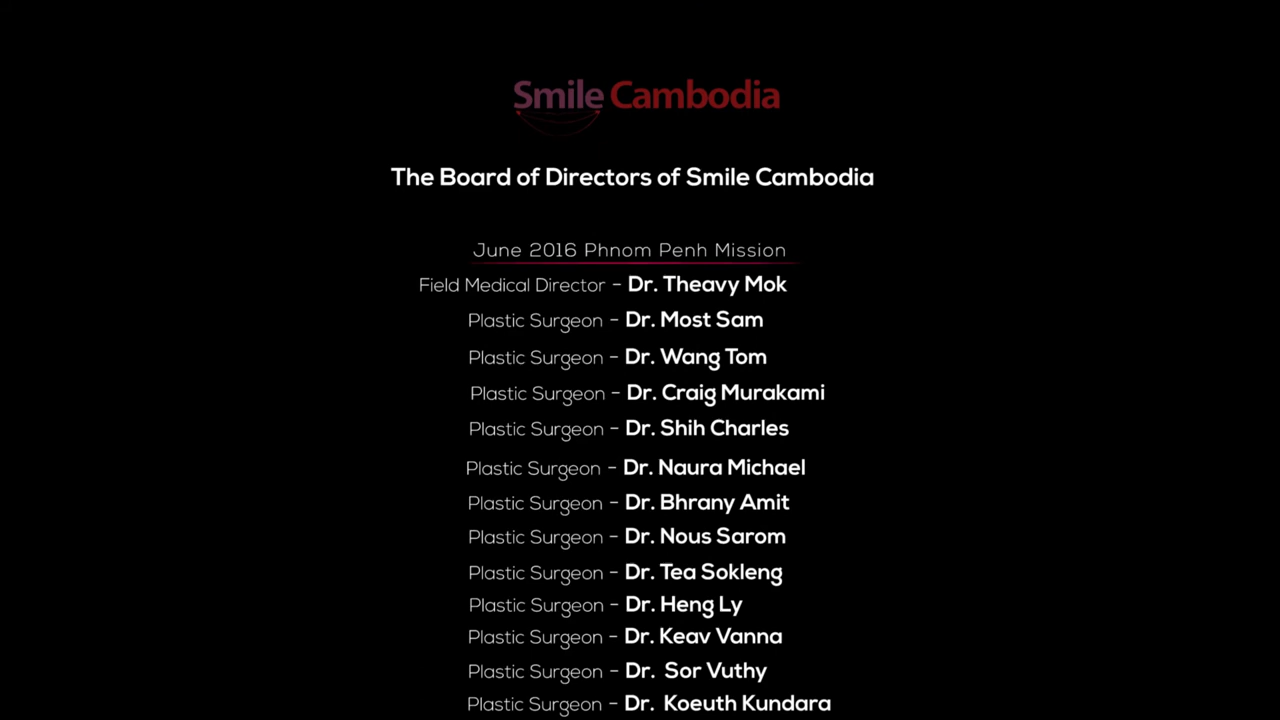 Smile Cambodia
The Board of Directors of Smile Cambodia
June 2016 Phnom Penh Mission
Field Medical Director - Dr. Theavy Mok
Plastic Surgeon - Dr. Most Sam
Plastic Surgeon - Dr. Wang Tom
Plastic Surgeon - Dr. Craig Murakami
Plastic Surgeon - Dr. Shih Charles
Plastic Surgeon - Dr. Naura Michael
Plastic Surgeon - Dr. Bhrany Amit
Plastic Surgeon - Dr. Nous Sarom
Plastic Surgeon - Dr. Tea Sokleng
Plastic Surgeon - Dr. Heng Ly
Plastic Surgeon - Dr. Keav Vanna
Plastic Surgeon - Dr. Sor Vuthy
Plastic Surgeon - Dr. Koeuth Kundara